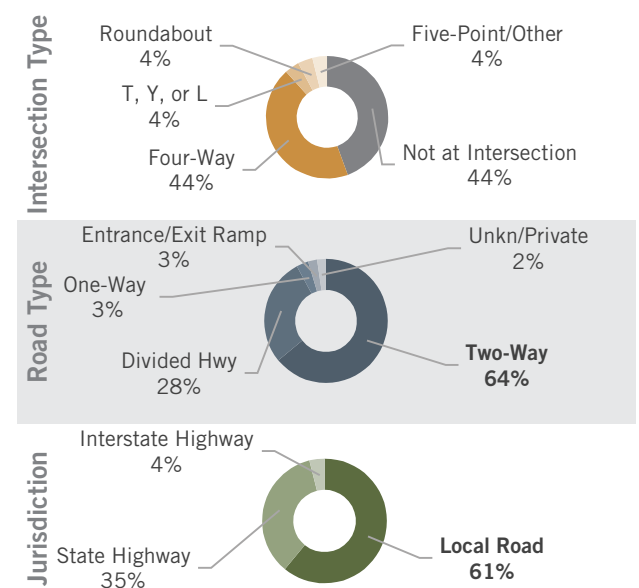 Intersection Type
Roundabout
4%
Five-Point/Other
4%
T, Y, or L
4%
Four-Way
44%
Not at Intersection
44%
Road Type
Entrance/Exit Ramp
3%
Unkn/Private
2%
One-Way
3%
Divided Hwy
28%
Two-Way
64%
Jurisdiction
Interstate Highway
4%
State Highway
35%
Local Road
61%